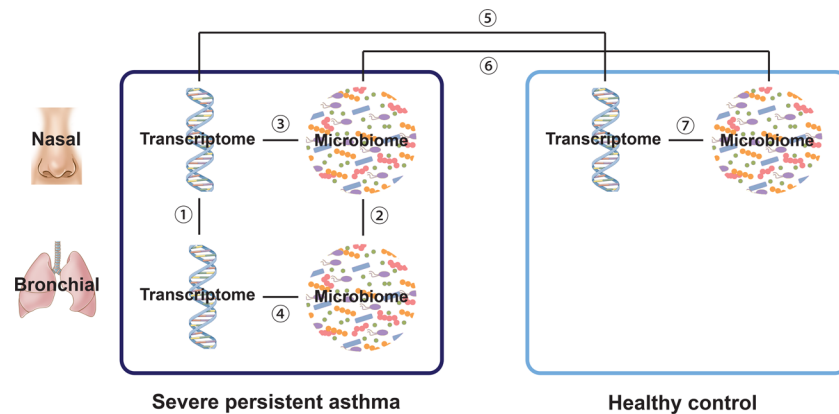 ⑤
⑥
Nasal
Transcriptome
③
Microbiome
Transcriptome
⑦
Microbiome
①
②
Bronchial
Transcriptome
④
Microbiome
Severe persistent asthma
Healthy control